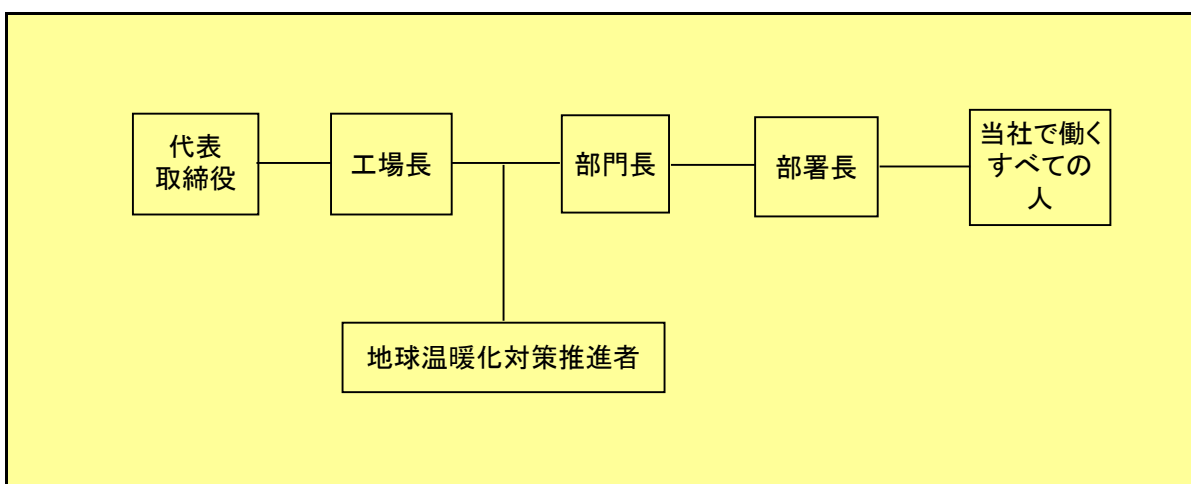 代表
取締役
工場長
部門長
部署長
当社で働く
すべての
人
地球温暖化対策推進者